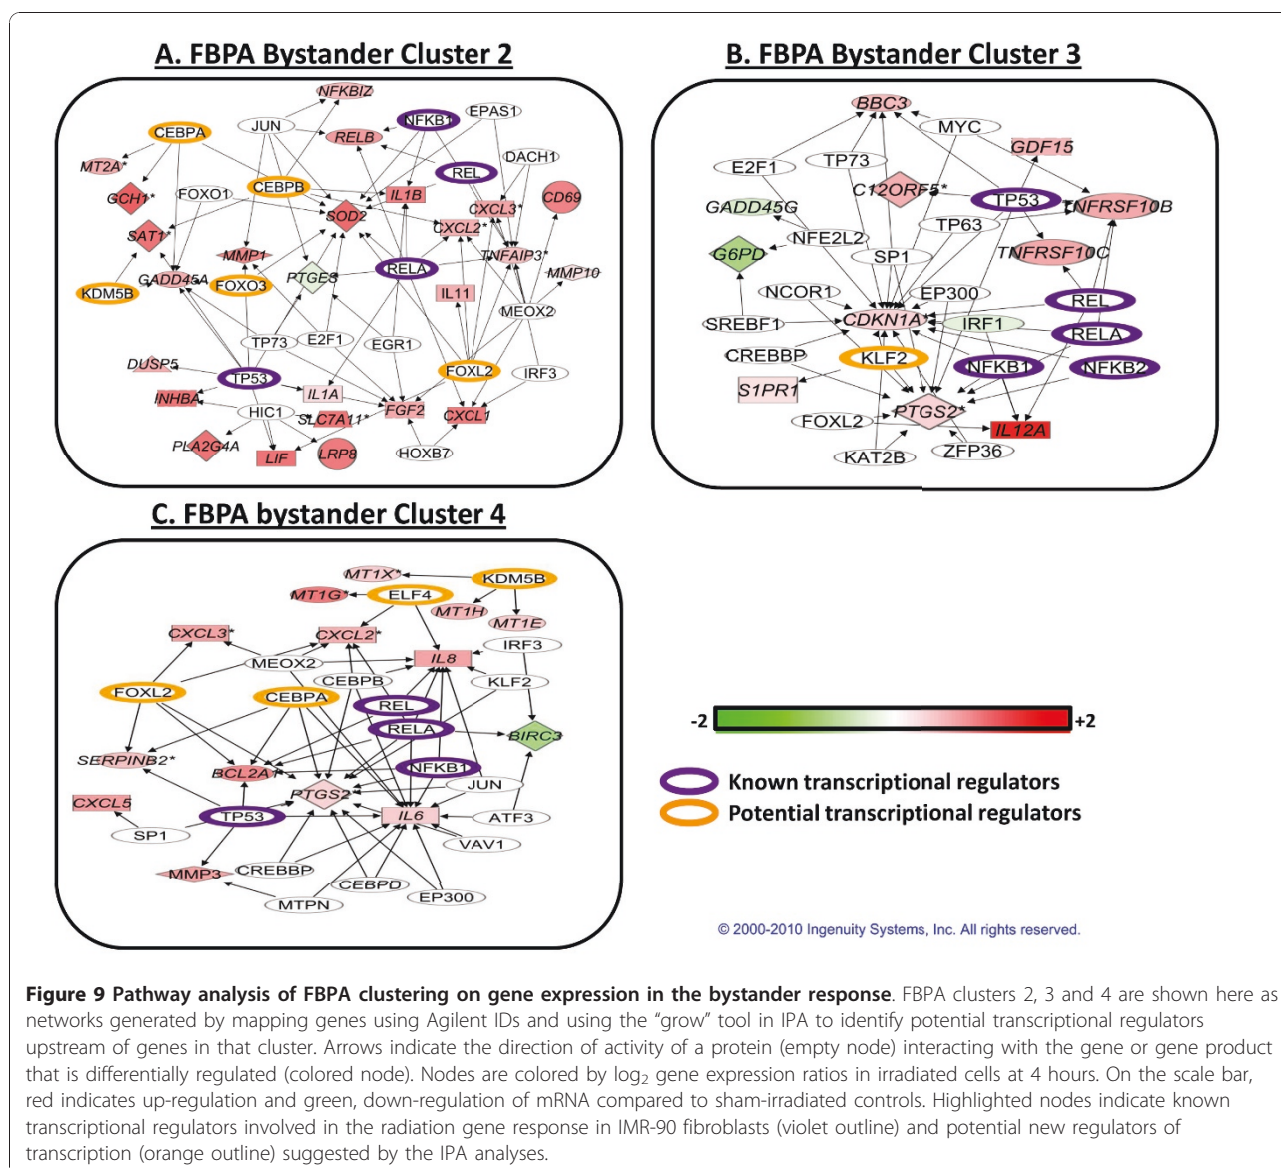 A. FBPA Bystander Cluster 2
NFKBIZ
CEBPA
JUN
NFKB1
EPAS1
RELB
MT2A*
DACH1
REL
GCH1*
FOXO1
CEBPB
IL1B
CD69
SOD2
CXCL3*
CXCL2*
SAT1*
MMP1
TNFAIP3*
GADD45A
PTGES
RELA
MMP10
KDM5B
FOXO3
IL11
MEOX2
TP73
E2F1
EGR1
DUSP5
TP53
FOXL2
IRF3
INHBA
IL1A
HIC1
SLC7A11*
FGF2
CXCL1
PLA2G4A
LIF
LRP8
HOXB7
B. FBPA Bystander Cluster 3
BBC3
MYC
GDF15
E2F1
TP73
C12ORF5*
TP53
GADD45G
TNFRSF10B
TP63
NFE2L2
G6PD
SP1
TNFRSF10C
NCOR1
EP300
REL
SREBF1
CDKN1A*
IRF1
RELA
CREBBP
KLF2
NFKB1
NFKB2
S1PR1
PTGS2*
FOXL2
IL12A
KAT2B
ZFP36
C. FBPA bystander Cluster 4
MT1X*
KDM5B
MT1G*
ELF4
MT1H
MT1E
CXCL3*
CXCL2*
IRF3
MEOX2
IL8
CEBPB
KLF2
FOXL2
CEBPA
REL
RELA
BIRC3
SERPINB2*
BCL2A1
NFKB1
PTGS2
JUN
CXCL5
TP53
IL6
ATF3
SP1
VAV1
MMP3
CREBBP
CEBPD
EP300
MTPN
-2
+2
Known transcriptional regulators
Potential transcriptional regulators
© 2000-2010 Ingenuity Systems, Inc. All rights reserved.
Figure 9 Pathway analysis of FBPA clustering on gene expression in the bystander response. FBPA clusters 2, 3 and 4 are shown here as
networks generated by mapping genes using Agilent IDs and using the “grow” tool in IPA to identify potential transcriptional regulators
upstream of genes in that cluster. Arrows indicate the direction of activity of a protein (empty node) interacting with the gene or gene product
that is differentially regulated (colored node). Nodes are colored by log₂ gene expression ratios in irradiated cells at 4 hours. On the scale bar,
red indicates up-regulation and green, down-regulation of mRNA compared to sham-irradiated controls. Highlighted nodes indicate known
transcriptional regulators involved in the radiation gene response in IMR-90 fibroblasts (violet outline) and potential new regulators of
transcription (orange outline) suggested by the IPA analyses.